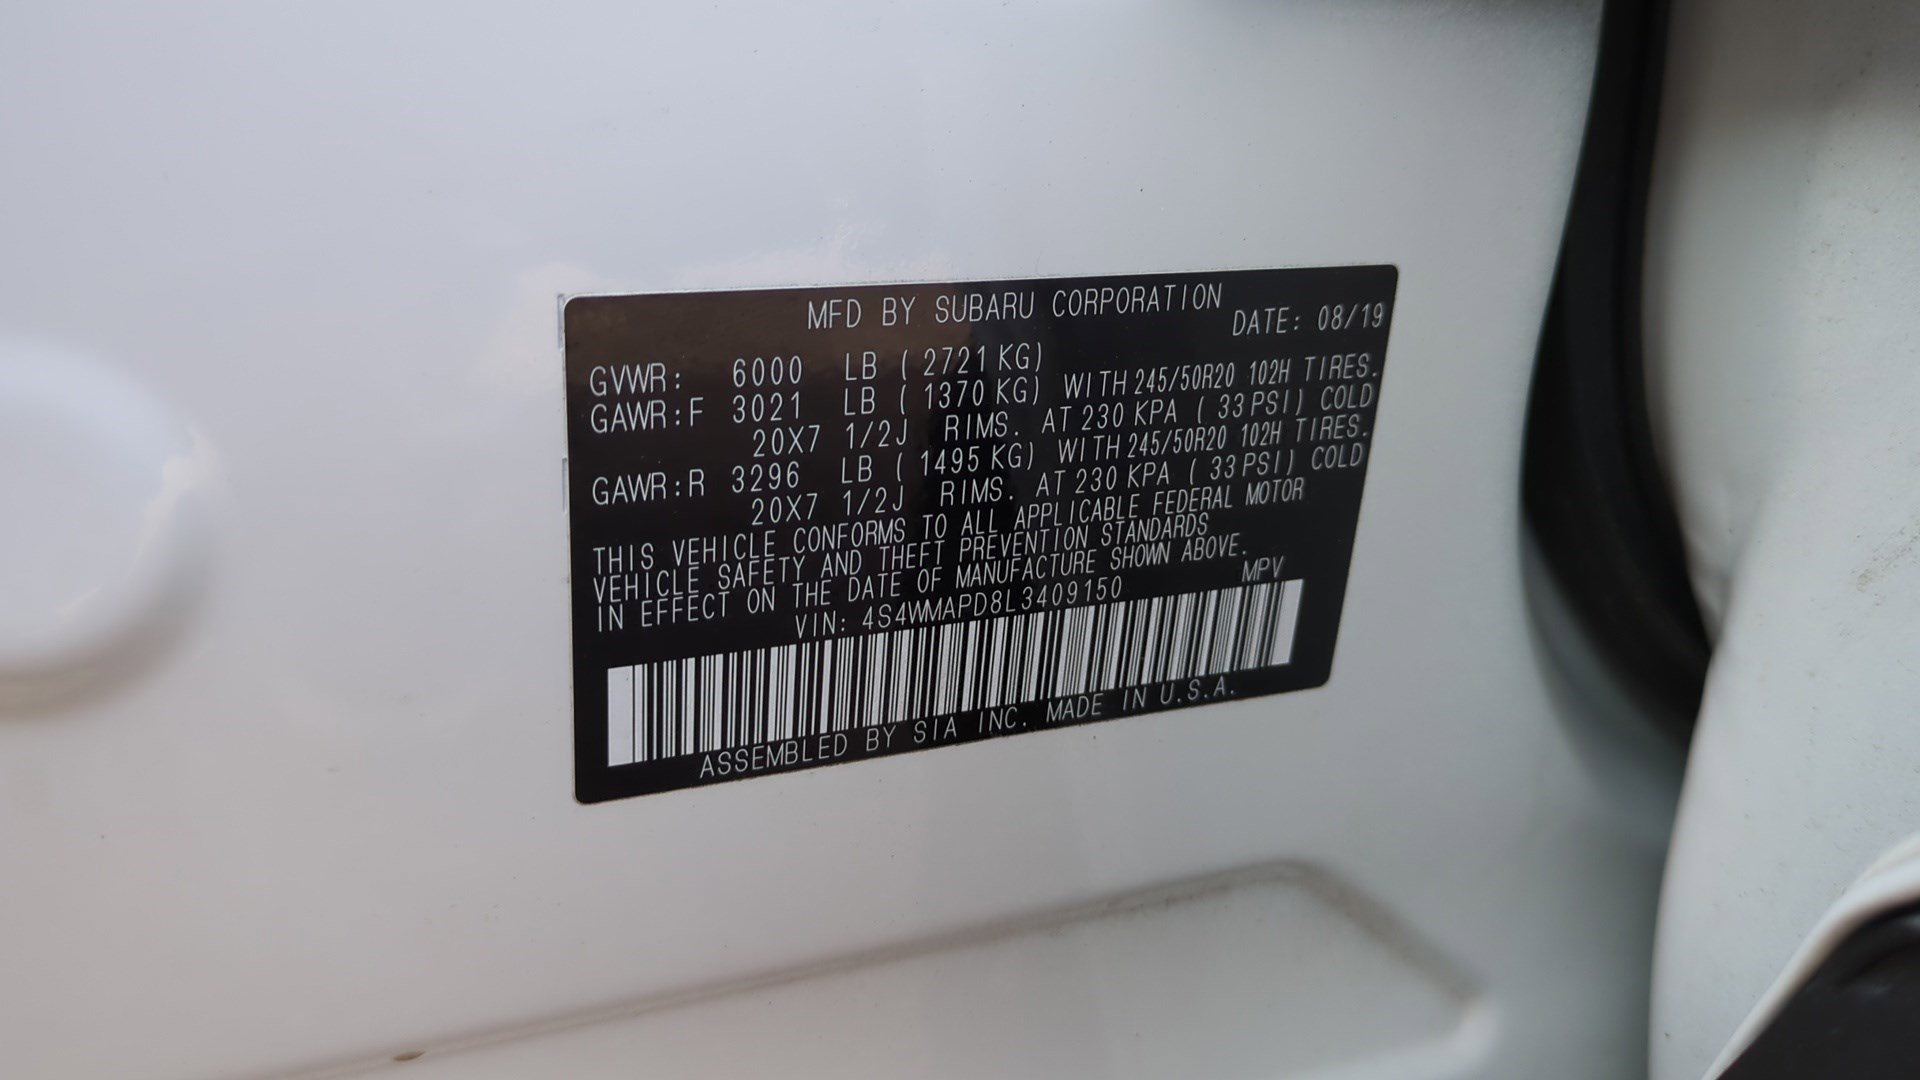 MFD BY SUBARU CORPORATION
DATE: 08/19
GVWR: 6000 LB ( 2721 KG)
GAWR:F 3021 LB ( 1370 KG) WITH 245/50R20 102H TIRES.
20X7 1/2J RIMS. AT 230 KPA ( 33 PSI) COLD
GAWR:R 3296 LB ( 1495 KG) WITH 245/50R20 102H TIRES.
20X7 1/2J RIMS. AT 230 KPA ( 33 PSI) COLD
THIS VEHICLE CONFORMS TO ALL APPLICABLE FEDERAL MOTOR
VEHICLE SAFETY AND THEFT PREVENTION STANDARDS
IN EFFECT ON THE DATE OF MANUFACTURE SHOWN ABOVE.
VIN: 4S4WMAPD8L3409150 MPV
ASSEMBLED BY SIA INC. MADE IN U.S.A.